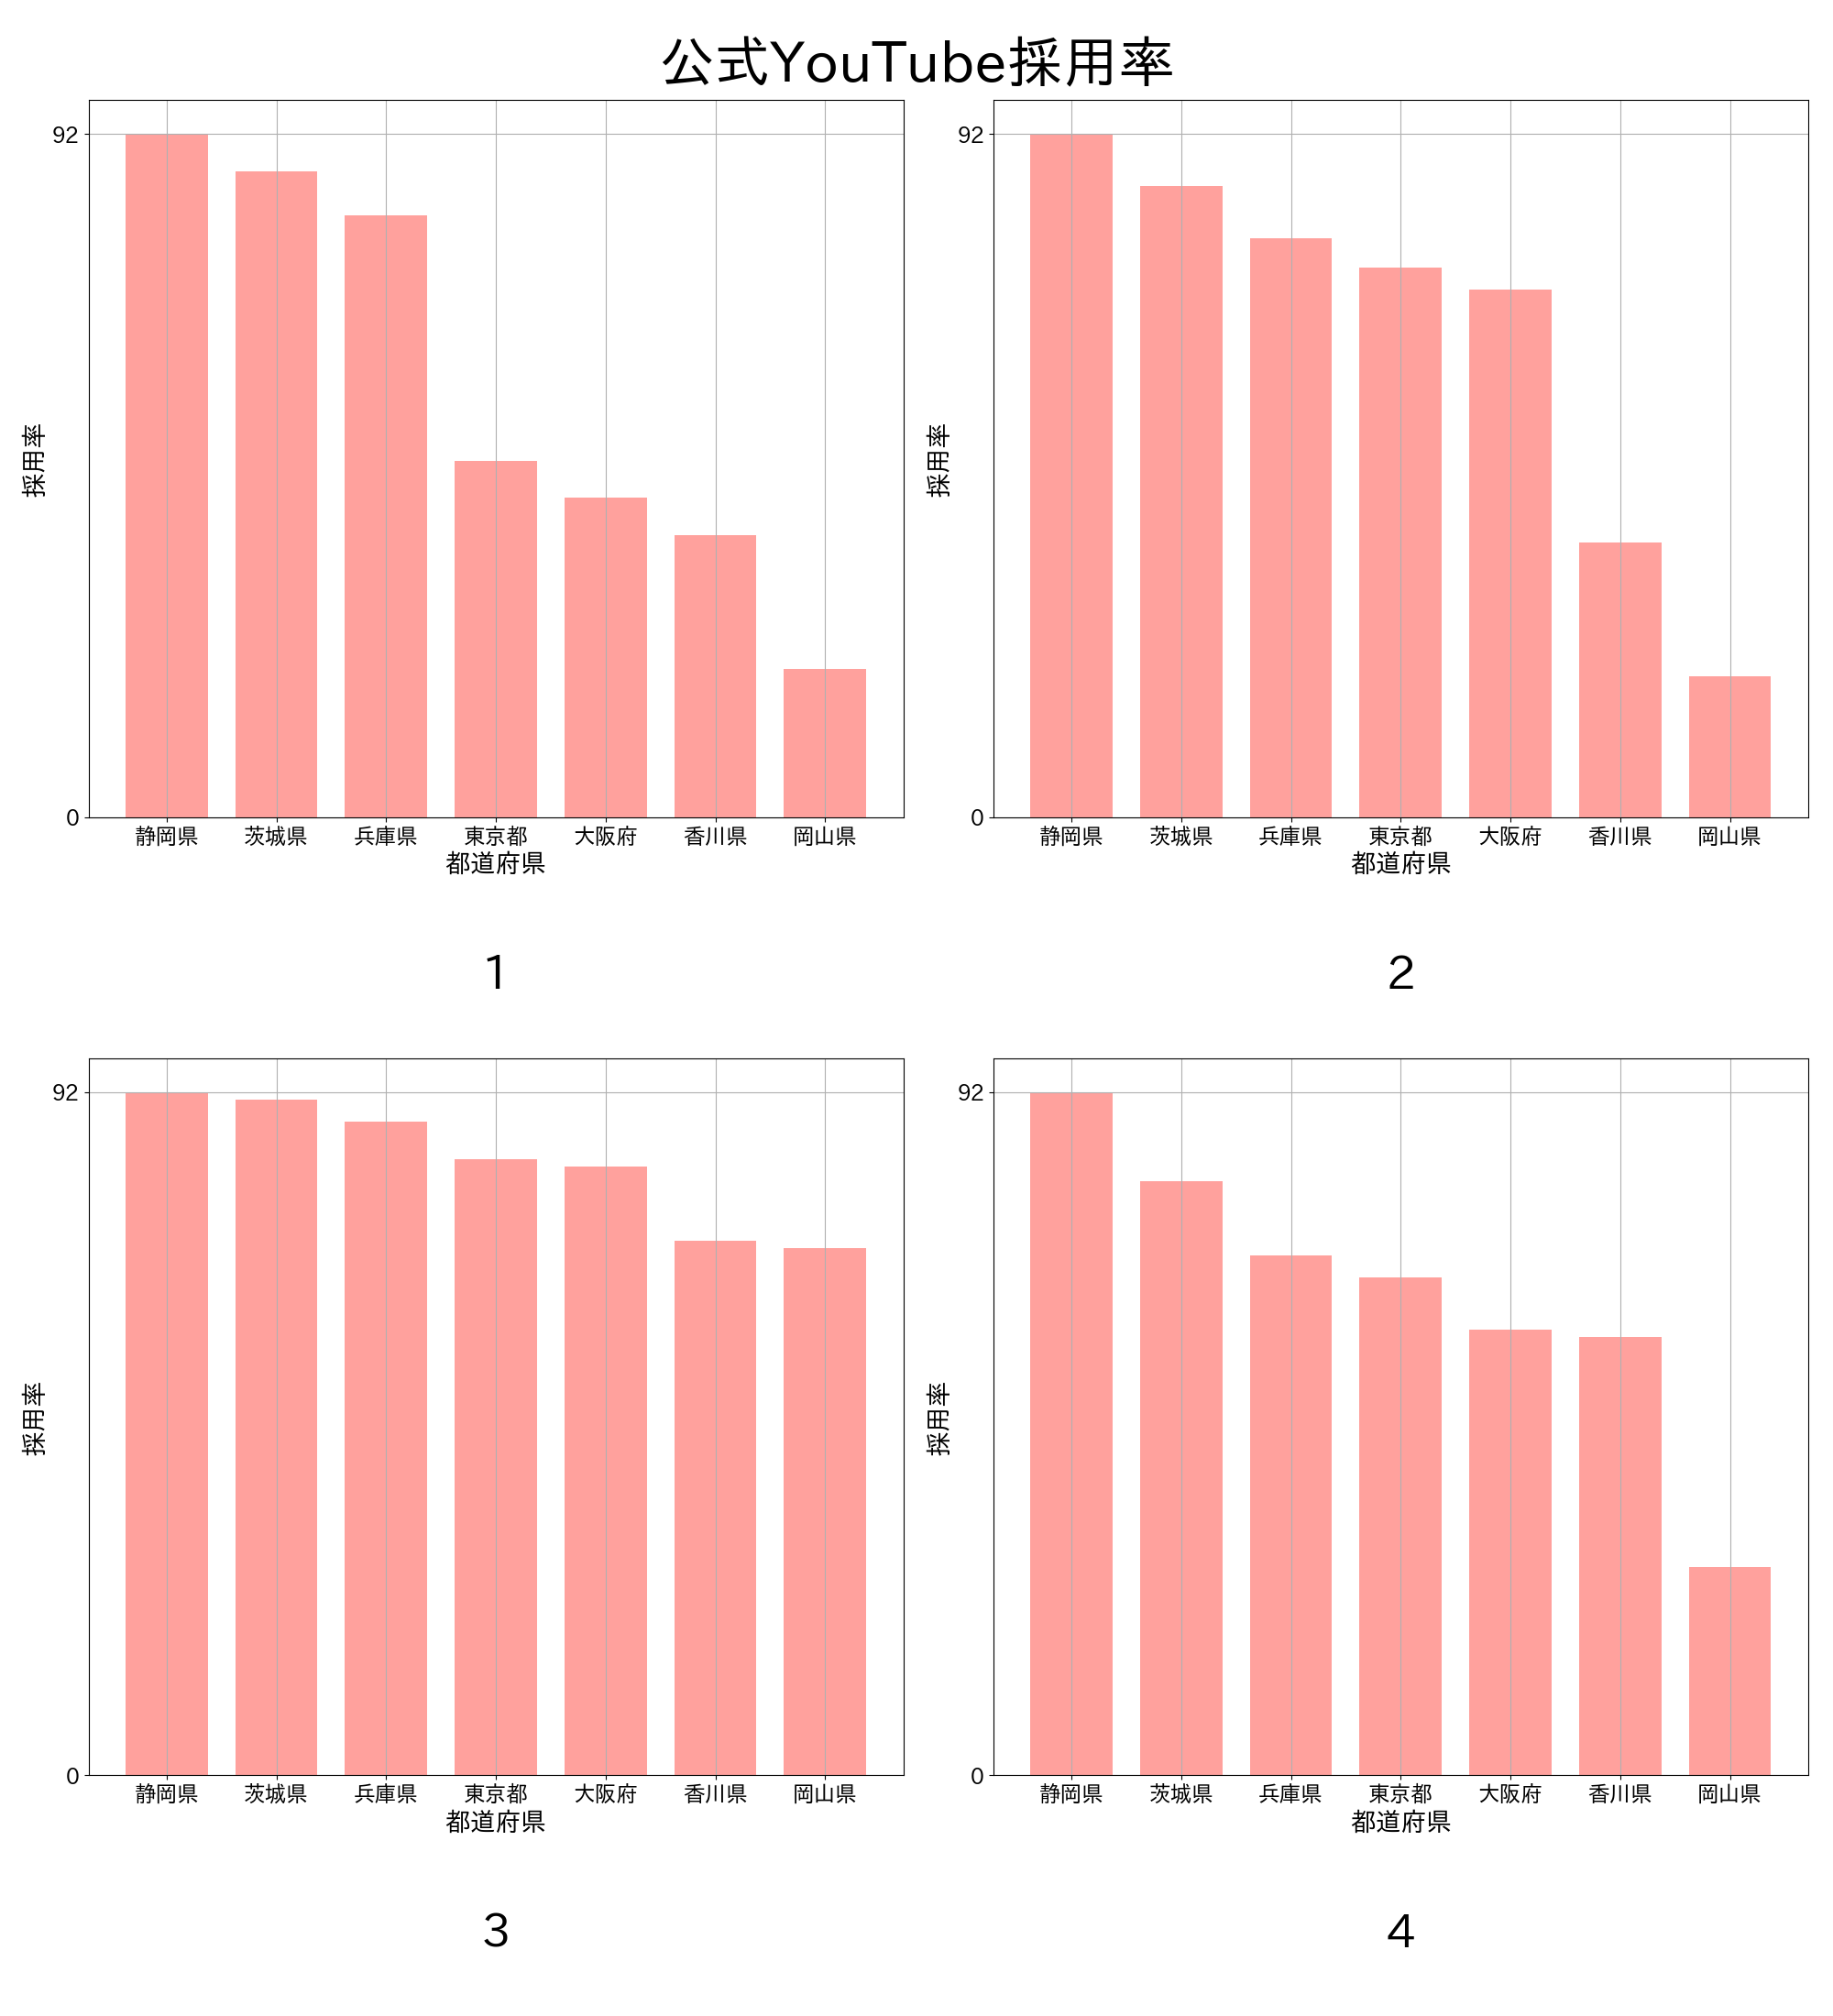 公式YouTube採用率
92
0
採用率
静岡県 茨城県 兵庫県 東京都 大阪府 香川県 岡山県
都道府県
1
92
0
採用率
静岡県 茨城県 兵庫県 東京都 大阪府 香川県 岡山県
都道府県
2
92
0
採用率
静岡県 茨城県 兵庫県 東京都 大阪府 香川県 岡山県
都道府県
3
92
0
採用率
静岡県 茨城県 兵庫県 東京都 大阪府 香川県 岡山県
都道府県
4